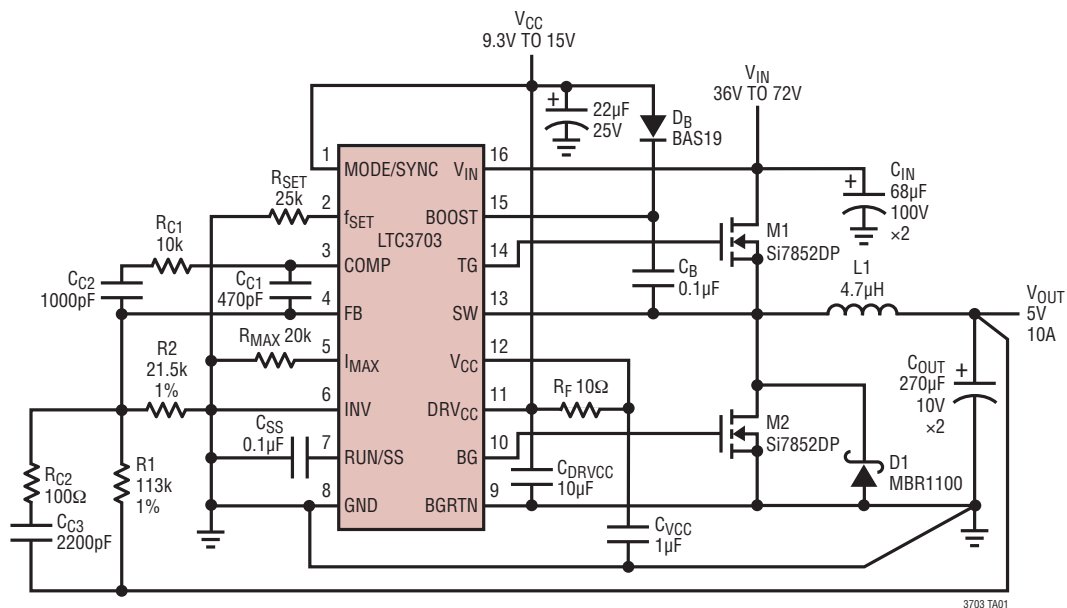 VCC
9.3V TO 15V
VIN
36V TO 72V
+
22µF
25V
DB
BAS19
1
MODE/SYNC
VIN
16
RSET
25k
2
fSET
BOOST
15
LTC3703
RC1
10k
3
COMP
TG
14
CC2
1000pF
CC1
470pF
4
FB
SW
13
RMAX 20k
5
IMAX
VCC
12
R2
21.5k
1%
6
INV
DRVCC
11
CSS
0.1µF
7
RUN/SS
BG
10
8
GND
BGRTN
9
RC2
100Ω
R1
113k
1%
CC3
2200pF
CB
0.1µF
M1
Si7852DP
+
CIN
68µF
100V
×2
L1
4.7µH
VOUT
5V
10A
RF 10Ω
M2
Si7852DP
COUT
270µF
10V
×2
+
CDRVCC
10µF
D1
MBR1100
CVCC
1µF
3703 TA01